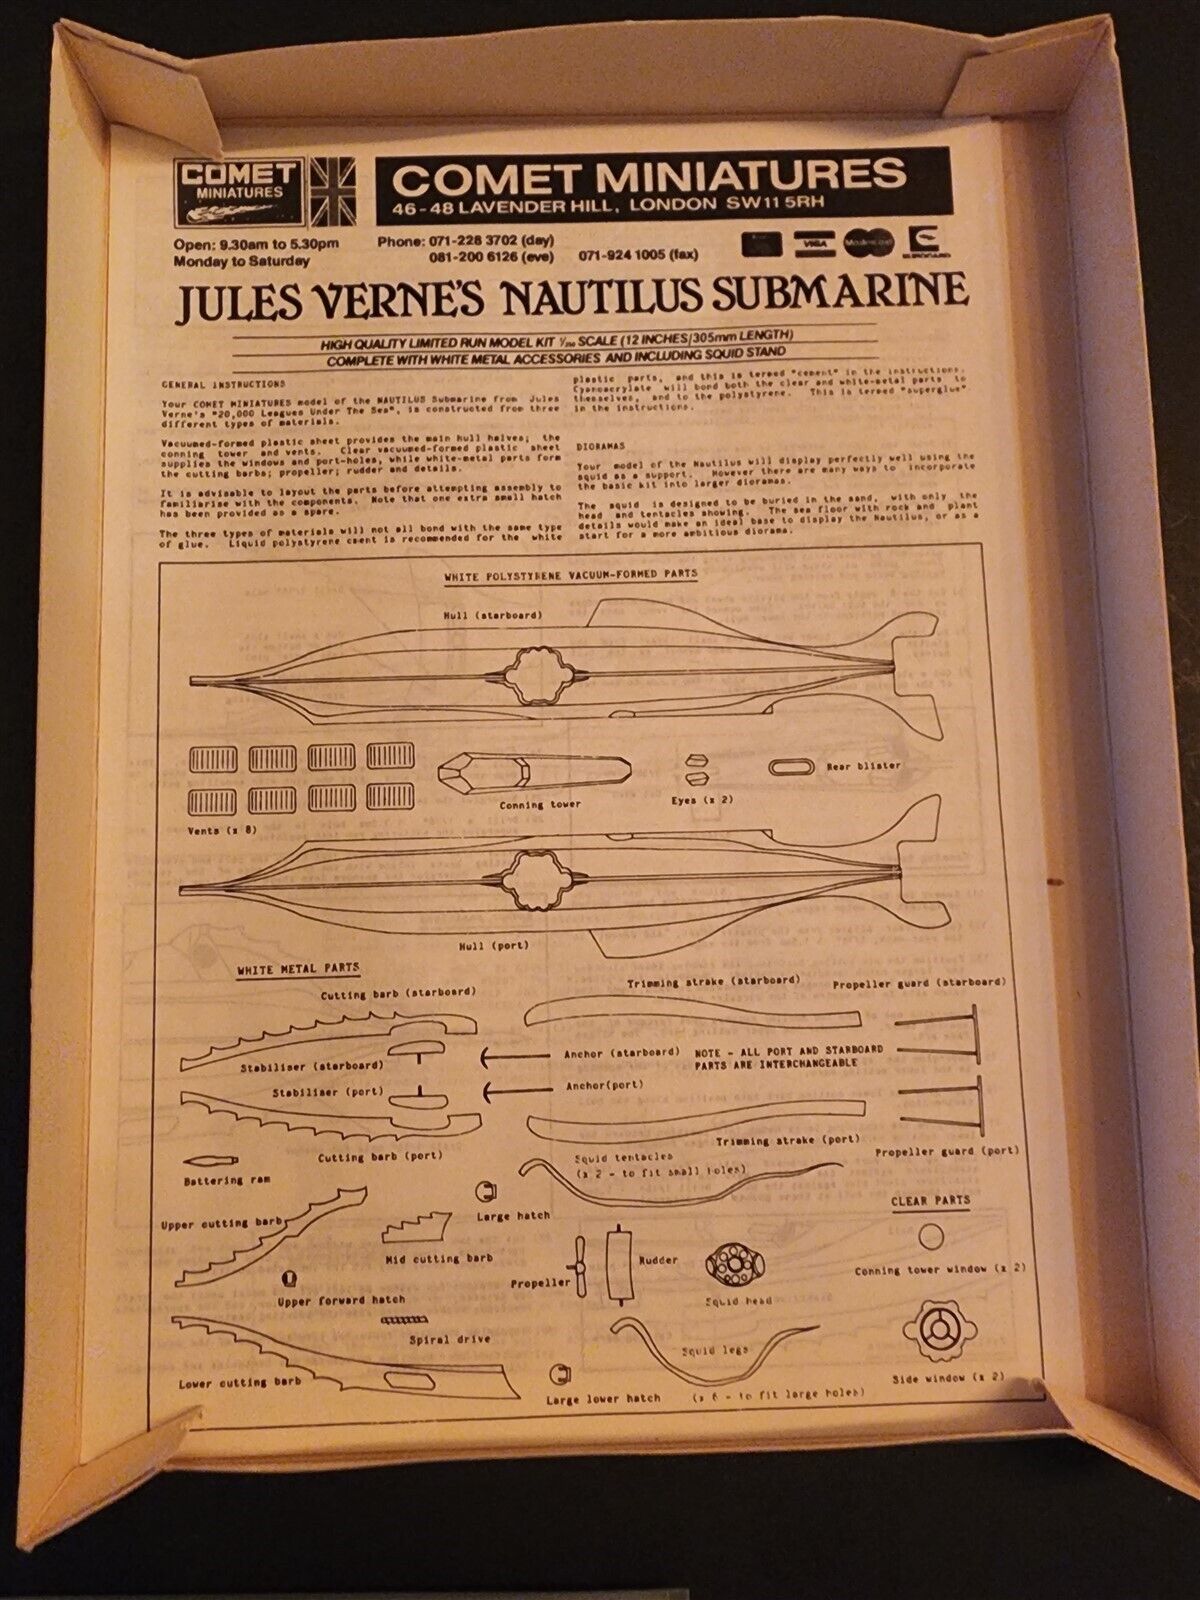 COMET
MINIATURES
COMET MINIATURES
46-48 LAVENDER HILL, LONDON SW11 5RH
Open: 9.30am to 5.30pm
Monday to Saturday
Phone: 071-228 3702 (day)
081-200 6126 (eve)
071-924 1005 (fax)
VISA
JULES VERNE'S NAUTILUS SUBMARINE
HIGH QUALITY LIMITED RUN MODEL KIT SCALE (12 INCHES/305mm LENGTH)
COMPLETE WITH WHITE METAL ACCESSORIES AND INCLUDING SQUID STAND
GENERAL INSTRUCTIONS
Your COMET MINIATURES model of the NAUTILUS Submarine from Jules
Verne's "20,000 Leagues Under The Sea", is constructed from three
different types of materials.
Vacuumed-formed plastic sheet provides the main hull halves; the
conning tower and vents. Clear vacuumed-formed plastic sheet
supplies the windows and port-holes, while white-metal parts form
the cutting barbs; propeller; rudder and details.
It is advisable to layout the parts before attempting assembly to
familiarise with the components. Note that one extra small hatch
has been provided as a spare.
The three types of materials will not all bond with the same type
of glue. Liquid polystyrene cement is recommended for the white
plastic parts, and this is termed "cement" in the instructions.
Cyanoacrylate will bond both the clear and white-metal parts to
themselves, and to the polystyrene. This is termed "superglue"
in the instructions.
DIORAMAS
Your model of the Nautilus will display perfectly well using the
squid as a support. However there are many ways to incorporate
the basic kit into larger dioramas.
The squid is designed to be buried in the sand, with only the
head and tentacles showing. The sea floor with rock and plant
details would make an ideal base to display the Nautilus, or as a
start for a more ambitious diorama.
WHITE POLYSTYRENE VACUUM-FORMED PARTS
Hull (starboard)
Vents (x 8)
Conning tower
Eyes (x 2)
Rear blister
Hull (port)
WHITE METAL PARTS
Cutting barb (starboard)
Trimming strake (starboard)
Propeller guard (starboard)
Stabiliser (starboard)
Anchor (starboard)
NOTE - ALL PORT AND STARBOARD
PARTS ARE INTERCHANGEABLE
Stabiliser (port)
Anchor(port)
Cutting barb (port)
Trimming strake (port)
Propeller guard (port)
Battering ram
Squid tentacles
(x 2 - to fit small holes)
Upper cutting barb
Large hatch
CLEAR PARTS
Mid cutting barb
Propeller
Rudder
Squid head
Conning tower window (x 2)
Upper forward hatch
Spiral drive
Squid legs
Lower cutting barb
Large lower hatch
(x 6 - to fit large holes)
Side window (x 2)